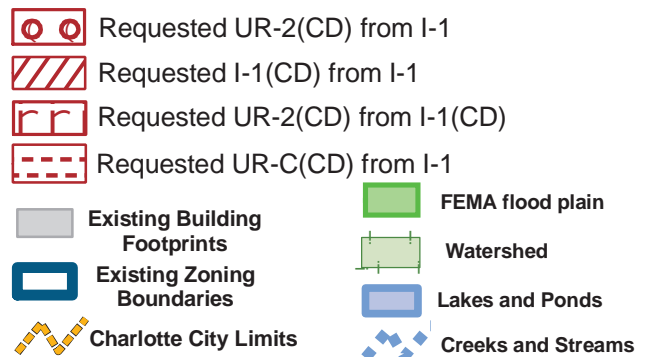 Requested UR-2(CD) from I-1
Requested I-1(CD) from I-1
Requested UR-2(CD) from I-1(CD)
Requested UR-C(CD) from I-1
Existing Building
Footprints
Existing Zoning
Boundaries
Charlotte City Limits
FEMA flood plain
Watershed
Lakes and Ponds
Creeks and Streams